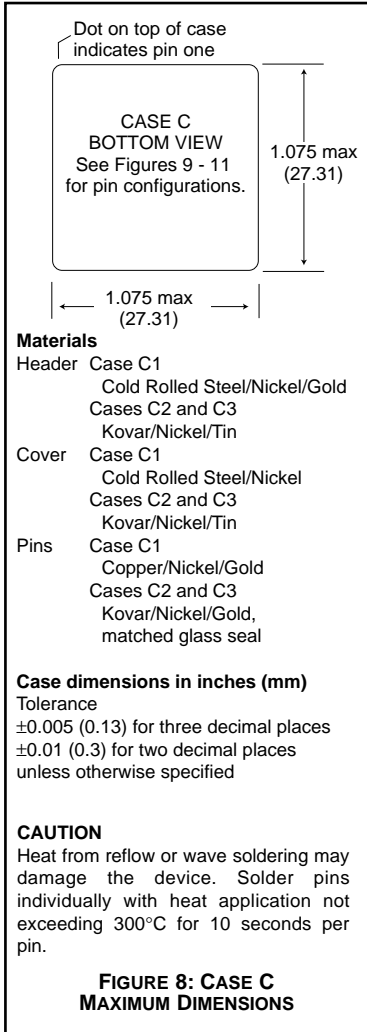 Dot on top of case
indicates pin one
CASE C
BOTTOM VIEW
See Figures 9 - 11
for pin configurations.
1.075 max
(27.31)
1.075 max
(27.31)
Materials
Header Case C1
Cold Rolled Steel/Nickel/Gold
Cases C2 and C3
Kovar/Nickel/Tin
Cover Case C1
Cold Rolled Steel/Nickel
Cases C2 and C3
Kovar/Nickel/Tin
Pins Case C1
Copper/Nickel/Gold
Cases C2 and C3
Kovar/Nickel/Gold,
matched glass seal
Case dimensions in inches (mm)
Tolerance
±0.005 (0.13) for three decimal places
±0.01 (0.3) for two decimal places
unless otherwise specified
CAUTION
Heat from reflow or wave soldering may
damage the device. Solder pins
individually with heat application not
exceeding 300°C for 10 seconds per
pin.
FIGURE 8: CASE C
MAXIMUM DIMENSIONS